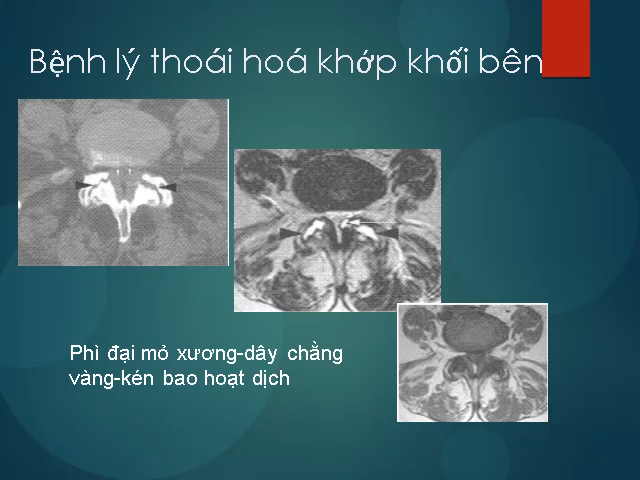 Bệnh lý thoái hoá khớp khối bên
Phì đại mỏ xương-dây chằng
vàng-kén bao hoạt dịch